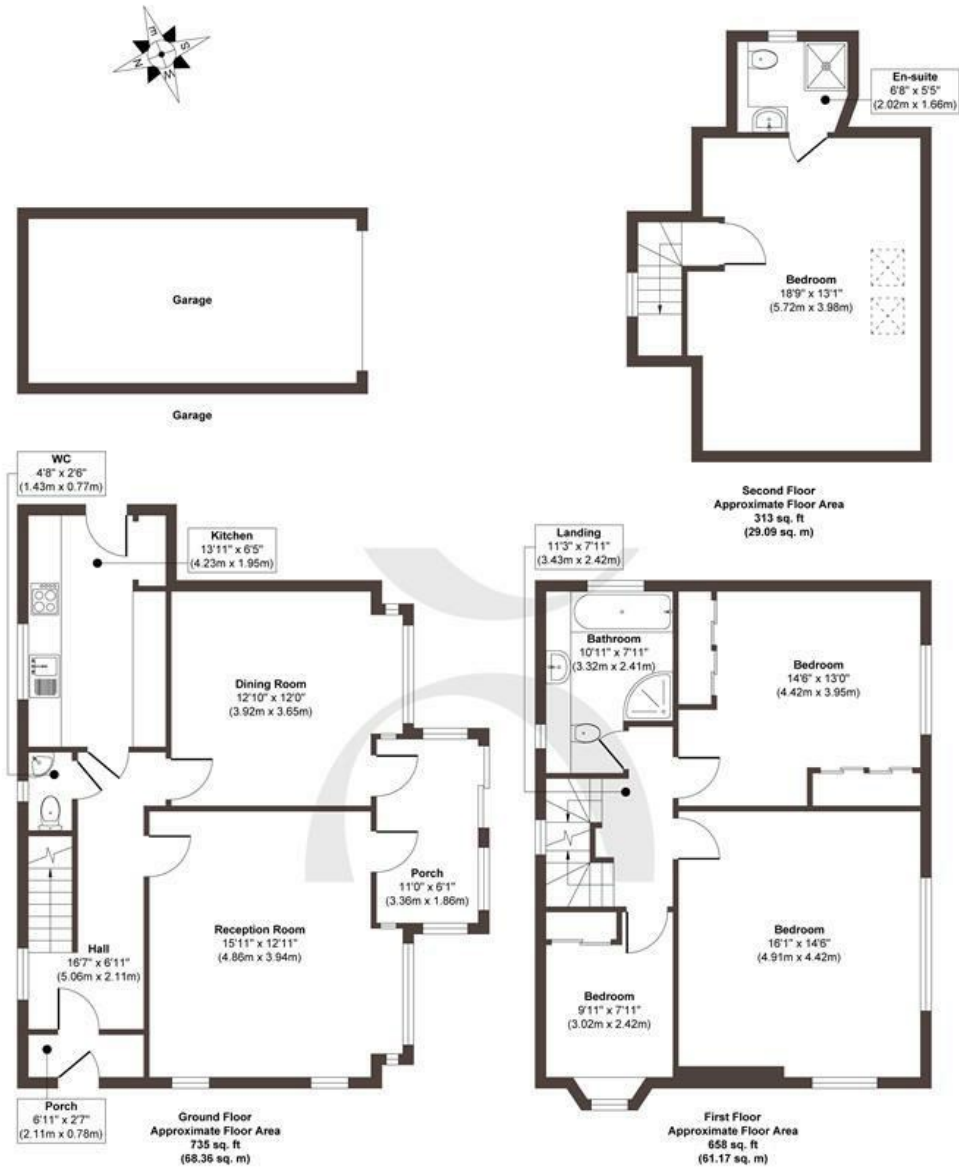 E
S
N
W
En-suite
6'8" x 5'5"
(2.02m x 1.66m)
Garage
Bedroom
18'9" x 13'1"
(5.72m x 3.98m)
Garage
WC
4'8" x 2'6"
(1.43m x 0.77m)
Second Floor
Approximate Floor Area
313 sq. ft
(29.09 sq. m)
Kitchen
13'11" x 6'5"
(4.23m x 1.95m)
Landing
11'3" x 7'11"
(3.43m x 2.42m)
Dining Room
12'10" x 12'0"
(3.92m x 3.65m)
Bathroom
10'11" x 7'11"
(3.32m x 2.41m)
Bedroom
14'6" x 13'0"
(4.42m x 3.95m)
Porch
11'0" x 6'1"
(3.36m x 1.86m)
Reception Room
15'11" x 12'11"
(4.86m x 3.94m)
Hall
16'7" x 6'11"
(5.06m x 2.11m)
Bedroom
16'1" x 14'6"
(4.91m x 4.42m)
Bedroom
9'11" x 7'11"
(3.02m x 2.42m)
Porch
6'11" x 2'7"
(2.11m x 0.78m)
Ground Floor
Approximate Floor Area
735 sq. ft
(68.36 sq. m)
First Floor
Approximate Floor Area
658 sq. ft
(61.17 sq. m)